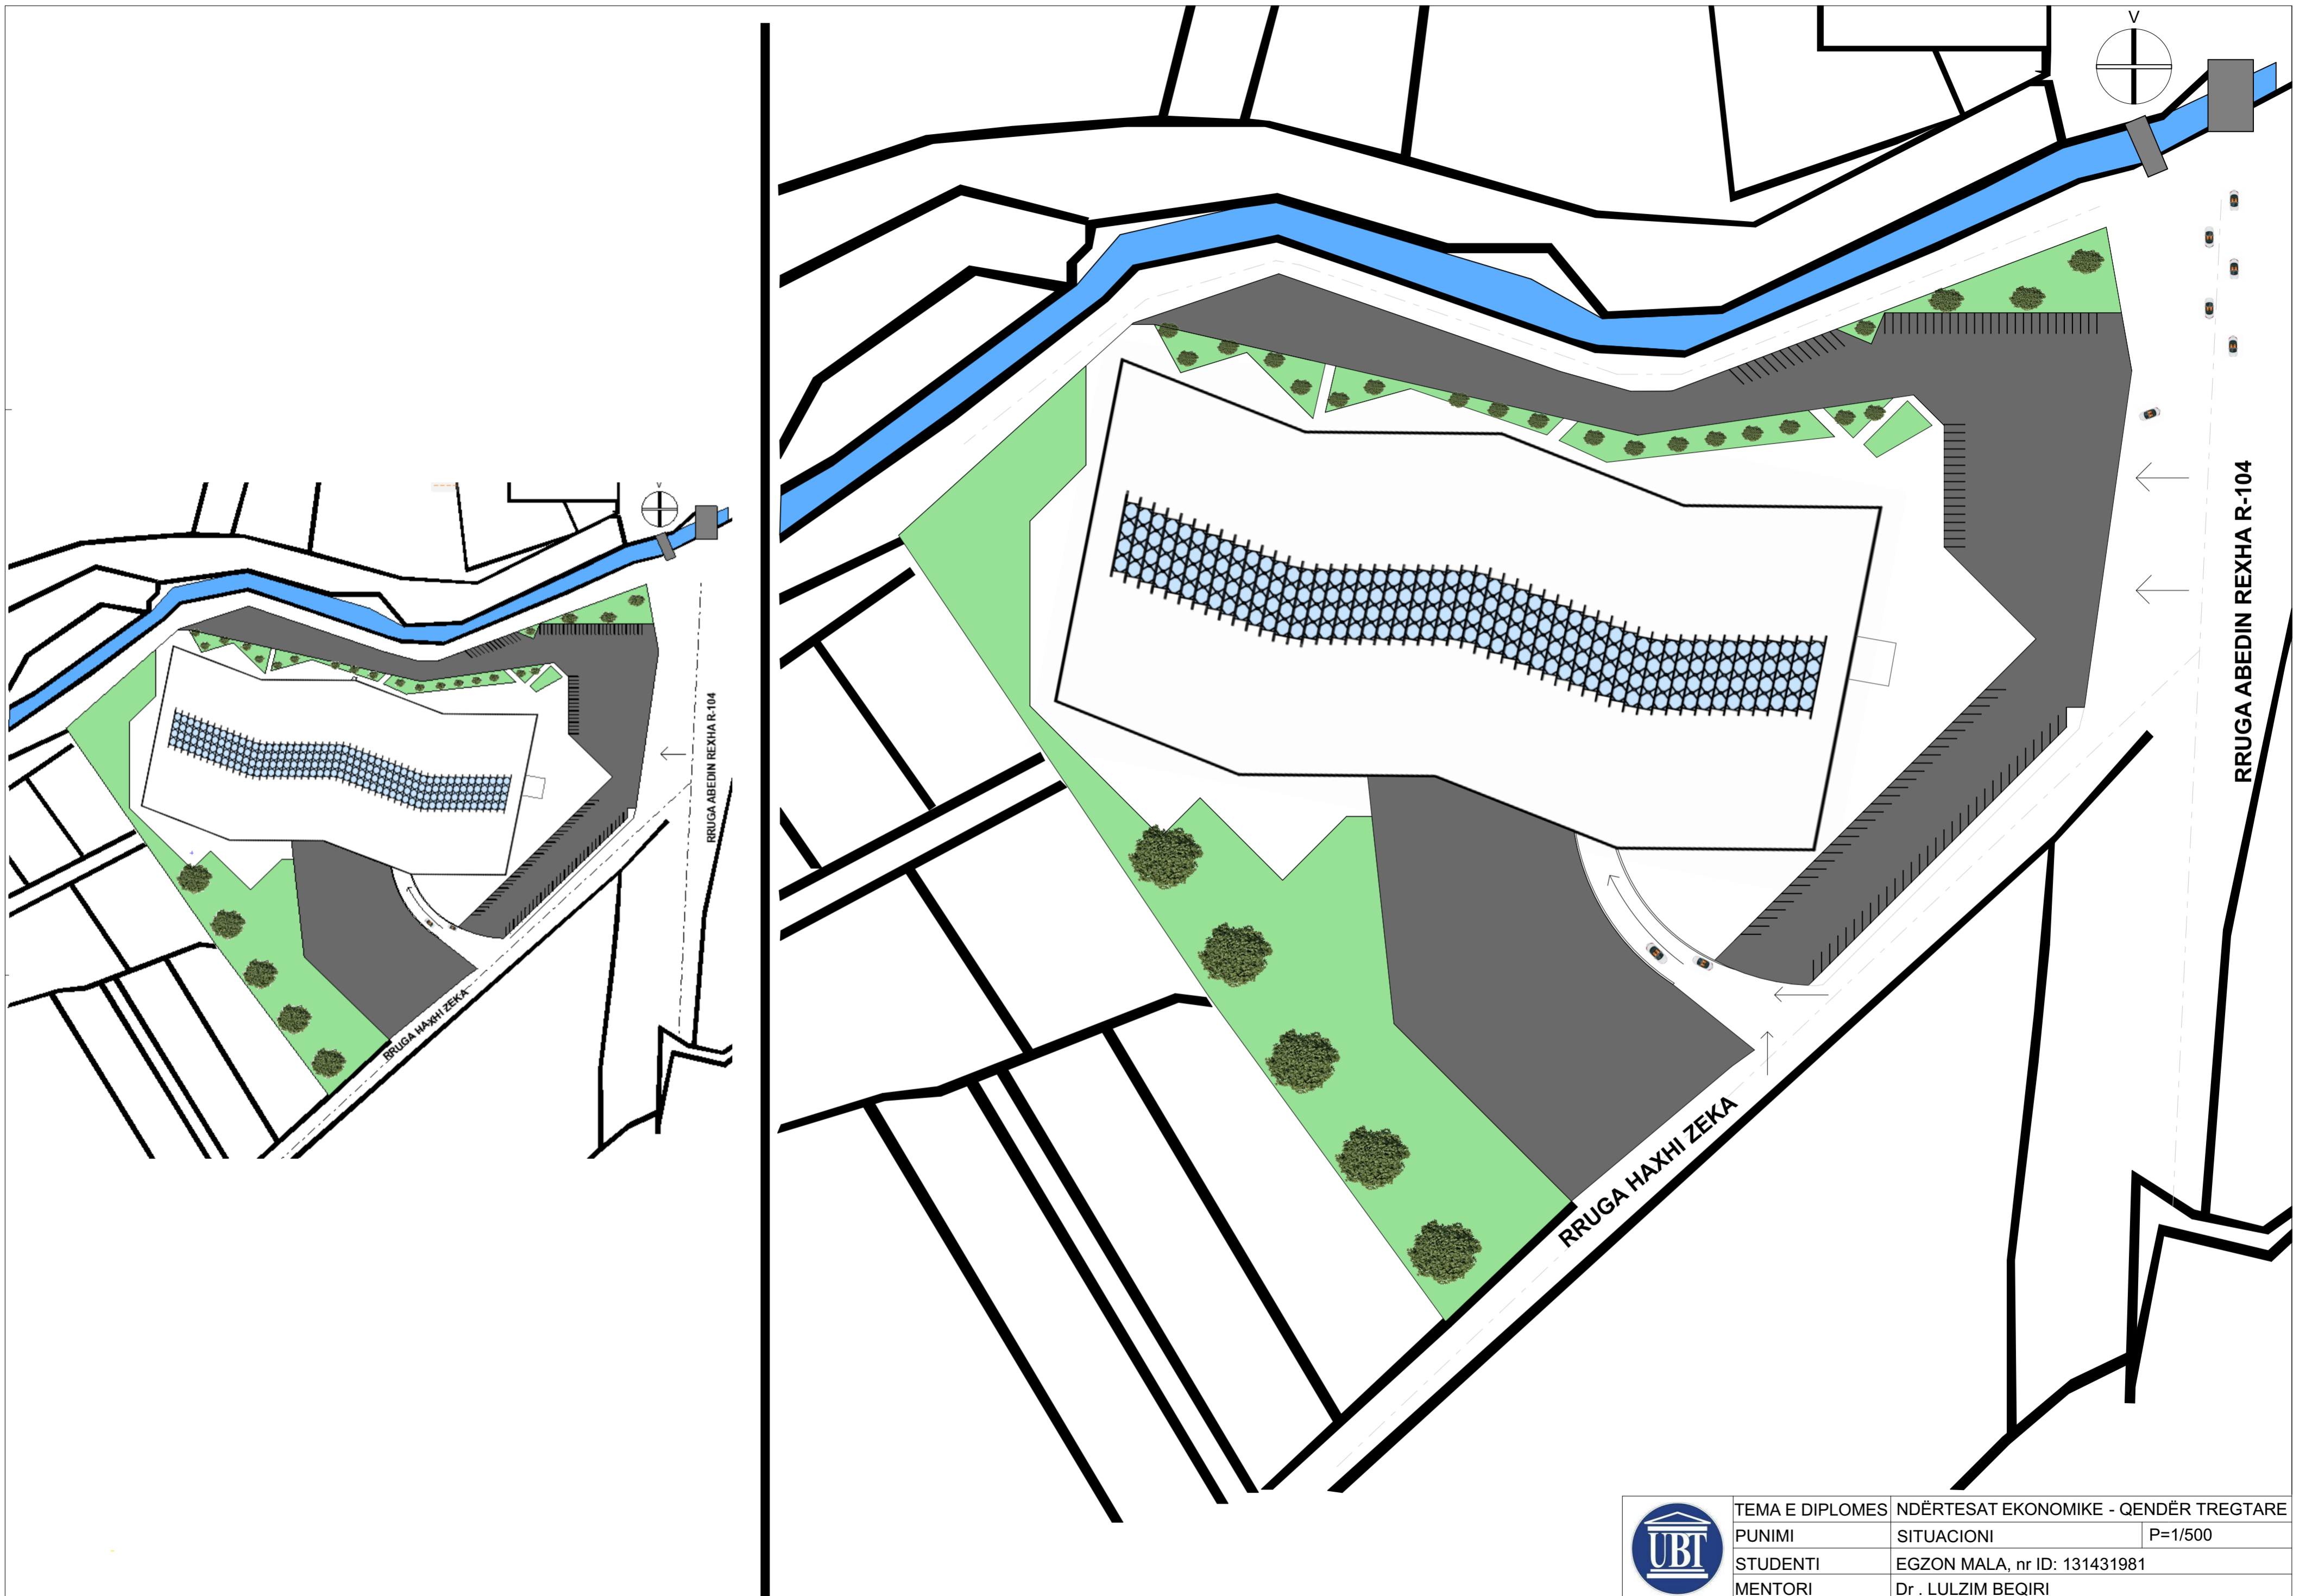 V
RRUGA ABEDIN REXHA R-104
RRUGA HAXHI ZEKA
V
RRUGA ABEDIN REXHA R-104
RRUGA HAXHI ZEKA
UBT
TEMA E DIPLOMES NDËRTESAT EKONOMIKE - QENDËR TREGTARE
PUNIMI SITUACIONI P=1/500
STUDENTI EGZON MALA, nr ID: 131431981
MENTORI Dr . LULZIM BEQIRI